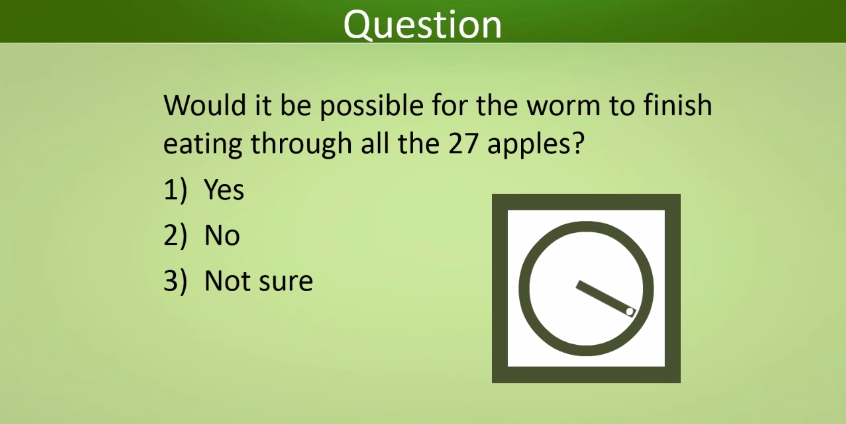 Question
Would it be possible for the worm to finish
eating through all the 27 apples?
1) Yes
2) No
3) Not sure